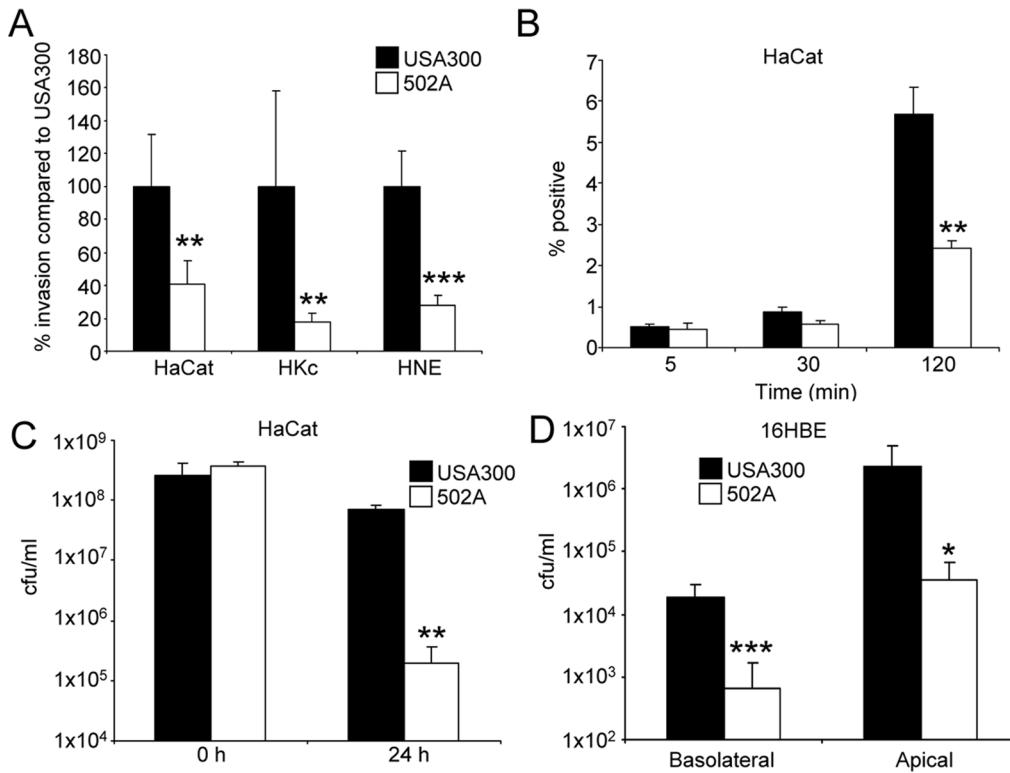 A
% invasion compared to USA300
180
160
140
120
100
80
60
40
20
0
USA300
502A
**
**
***
HaCat
HKc
HNE
B
HaCat
% positive
7
6
5
4
3
2
1
0
**
5
30
120
Time (min)
C
HaCat
cfu/ml
1x10⁹
1x10⁸
1x10⁷
1x10⁶
1x10⁵
1x10⁴
USA300
502A
**
0 h
24 h
D
16HBE
cfu/ml
1x10⁷
1x10⁶
1x10⁵
1x10⁴
1x10³
1x10²
USA300
502A
***
*
Basolateral
Apical